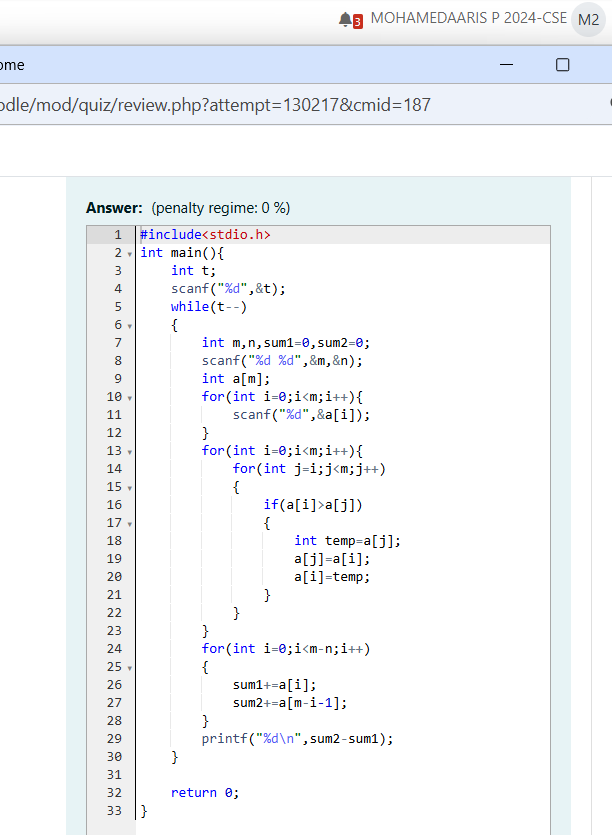 3 MOHAMEDAARIS P 2024-CSE M2
ome
odle/mod/quiz/review.php?attempt=130217&cmid=187
Answer: (penalty regime: 0 %)
1 #include<stdio.h>
2 int main(){
3     int t;
4     scanf("%d",&t);
5     while(t--)
6     {
7         int m,n,sum1=0,sum2=0;
8         scanf("%d %d",&m,&n);
9         int a[m];
10         for(int i=0;i<m;i++){
11             scanf("%d",&a[i]);
12         }
13         for(int i=0;i<m;i++){
14             for(int j=i;j<m;j++)
15             {
16                 if(a[i]>a[j])
17                 {
18                     int temp=a[j];
19                     a[j]=a[i];
20                     a[i]=temp;
21                 }
22             }
23         }
24         for(int i=0;i<m-n;i++)
25         {
26             sum1+=a[i];
27             sum2+=a[m-i-1];
28         }
29         printf("%d\n",sum2-sum1);
30     }
31
32     return 0;
33 }